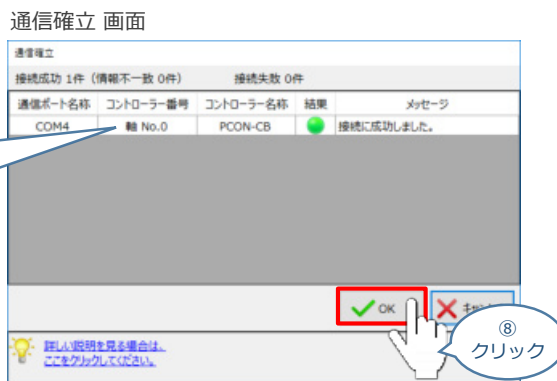 通信確立 画面
通信確立
接続成功 1件（情報不一致 0件） 接続失敗 0件
通信ポート名称 コントローラー番号 コントローラー名称 結果 メッセージ
COM4 軸 No.0 PCON-CB 接続に成功しました。
OK
⑧
クリック
詳しい説明を見る場合は、
ここをクリックしてください。